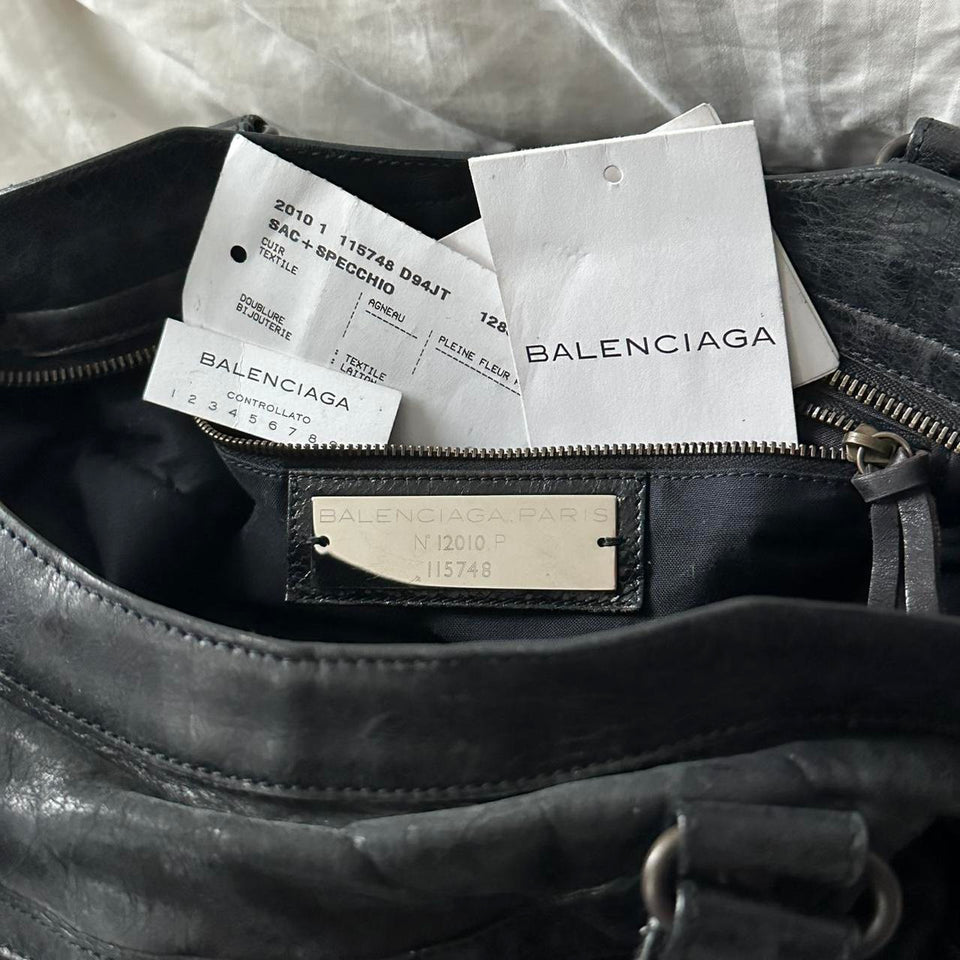 2010 1 115748 D94JT
SAC+SPECCHIO
CUIR
TEXTILE
AGNEAU
PLEINE FLEUR
DOUBLURE
BIJOUTERIE
: TEXTILE
: LAITON
BALENCIAGA
CONTROLLATO
1 2 3 4 5 6 7 8 9
BALENCIAGA
BALENCIAGA.PARIS
N° 12010 P
115748